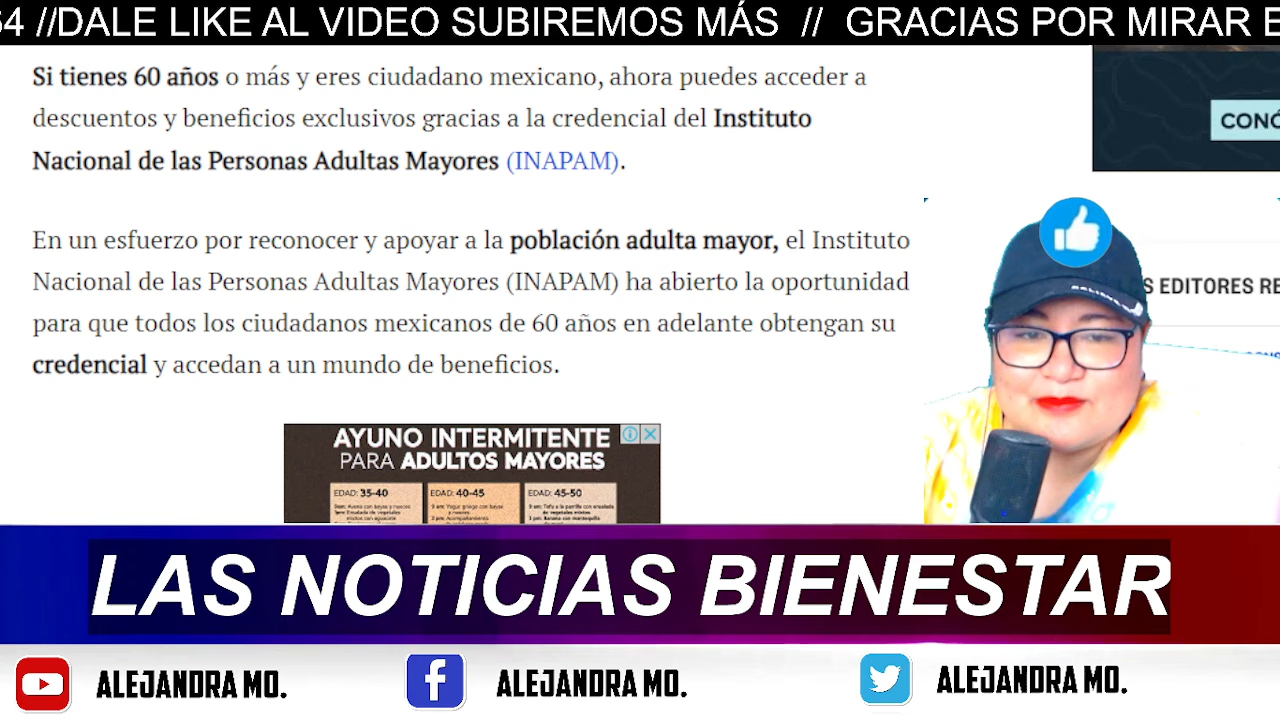 64 //DALE LIKE AL VIDEO SUBIREMOS MÁS // GRACIAS POR MIRAR E
Si tienes 60 años o más y eres ciudadano mexicano, ahora puedes acceder a
descuentos y beneficios exclusivos gracias a la credencial del Instituto
Nacional de las Personas Adultas Mayores (INAPAM).
CONÓ
En un esfuerzo por reconocer y apoyar a la población adulta mayor, el Instituto
Nacional de las Personas Adultas Mayores (INAPAM) ha abierto la oportunidad
para que todos los ciudadanos mexicanos de 60 años en adelante obtengan su
credencial y accedan a un mundo de beneficios.
S EDITORES RE
AYUNO INTERMITENTE
PARA ADULTOS MAYORES
EDAD: 35-40
EDAD: 40-45
EDAD: 45-50
LAS NOTICIAS BIENESTAR
ALEJANDRA MO.
ALEJANDRA MO.
ALEJANDRA MO.